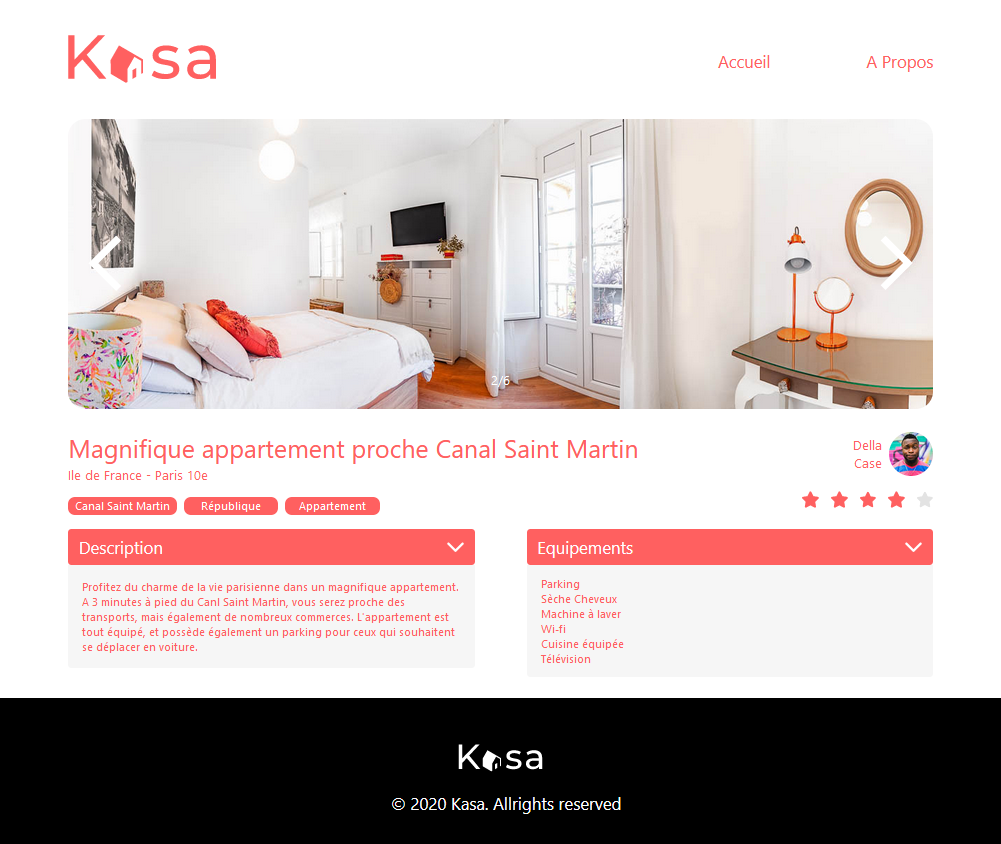 Kasa
Accueil
A Propos
2/6
Magnifique appartement proche Canal Saint Martin
Ile de France - Paris 10e
Della
Case
Canal Saint Martin
République
Appartement
Description
Profitez du charme de la vie parisienne dans un magnifique appartement.
A 3 minutes à pied du Canl Saint Martin, vous serez proche des
transports, mais également de nombreux commerces. L'appartement est
tout équipé, et possède également un parking pour ceux qui souhaitent
se déplacer en voiture.
Equipements
Parking
Sèche Cheveux
Machine à laver
Wi-fi
Cuisine équipée
Télévision
Kasa
© 2020 Kasa. Allrights reserved